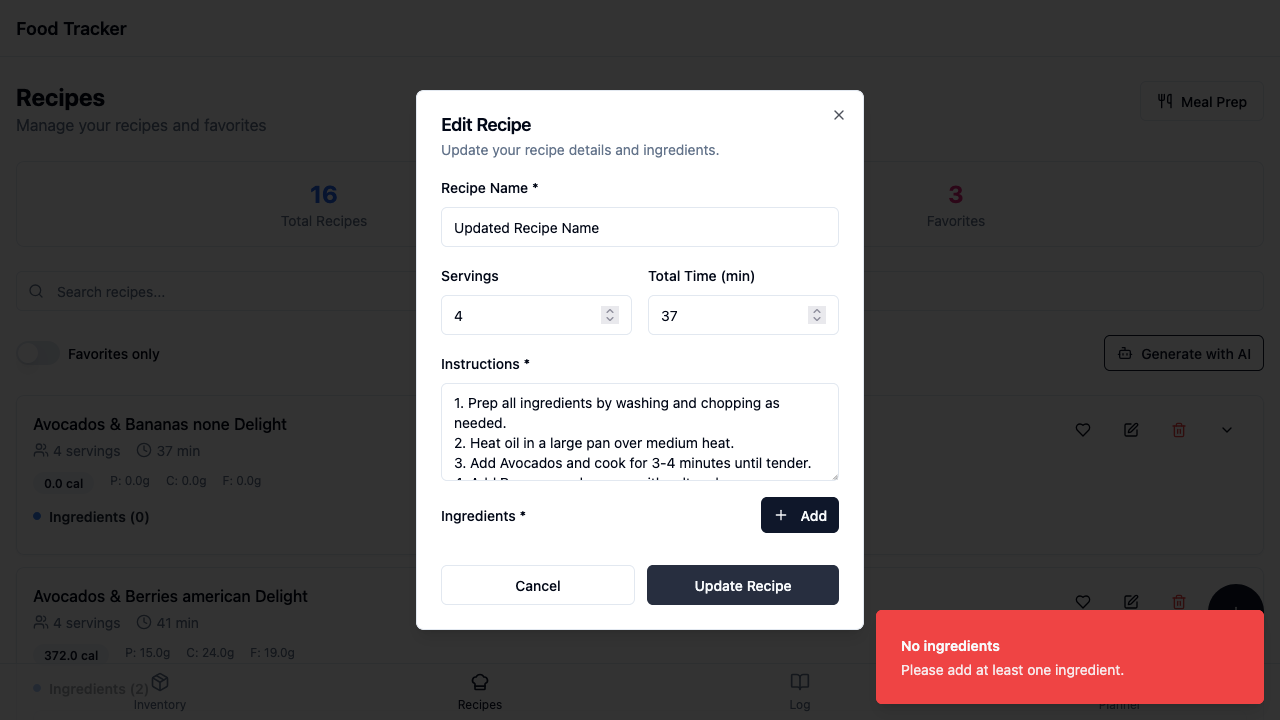 Food Tracker
Recipes
Manage your recipes and favorites
Meal Prep
16
Total Recipes
3
Favorites
Search recipes...
Favorites only
Generate with AI
Avocados & Bananas none Delight
4 servings
37 min
0.0 cal
P: 0.0g
C: 0.0g
F: 0.0g
Ingredients (0)
Avocados & Berries american Delight
4 servings
41 min
372.0 cal
P: 15.0g
C: 24.0g
F: 19.0g
Ingredients (2)
Inventory
Recipes
Log
Planner
Edit Recipe
Update your recipe details and ingredients.
Recipe Name *
Updated Recipe Name
Servings
Total Time (min)
4
37
Instructions *
1. Prep all ingredients by washing and chopping as
needed.
2. Heat oil in a large pan over medium heat.
3. Add Avocados and cook for 3-4 minutes until tender.
Ingredients *
Add
Cancel
Update Recipe
No ingredients
Please add at least one ingredient.